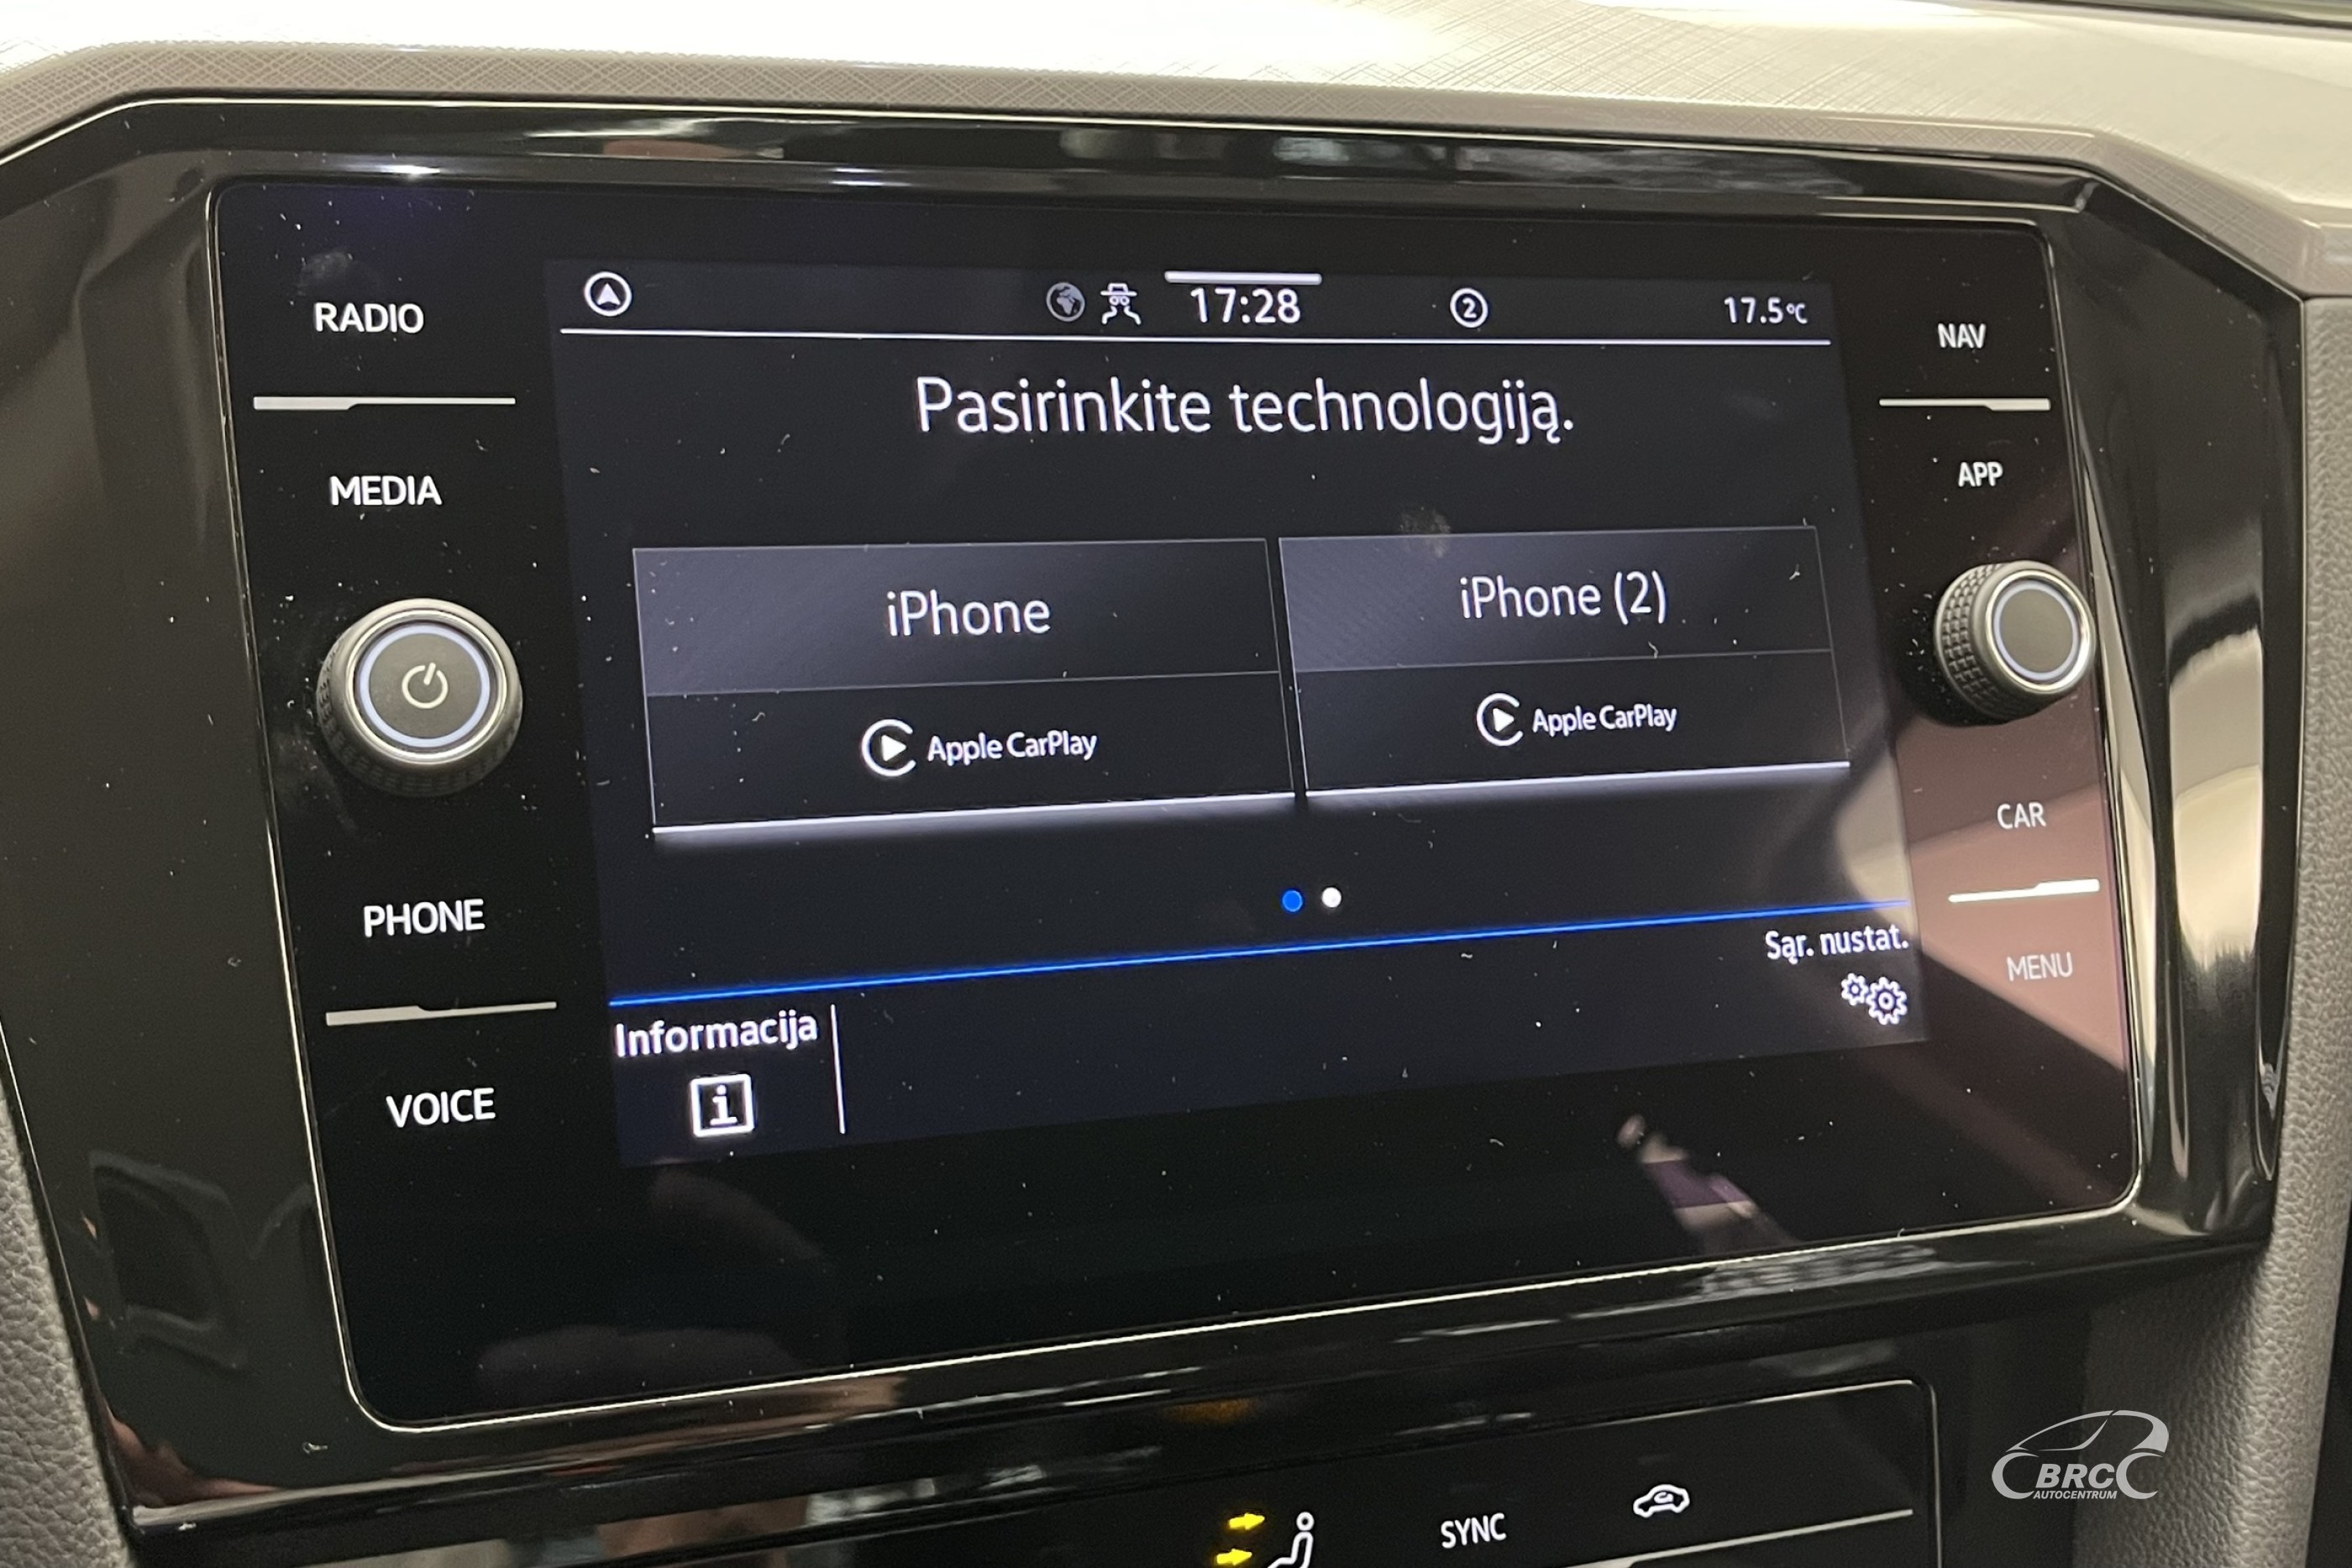 RADIO
MEDIA
PHONE
VOICE
17:28
2
17.5°C
Pasirinkite technologiją.
iPhone
Apple CarPlay
iPhone (2)
Apple CarPlay
Sąr. nustat.
Informacija
i
NAV
APP
CAR
MENU
SYNC
BRC
AUTOCENTRUM